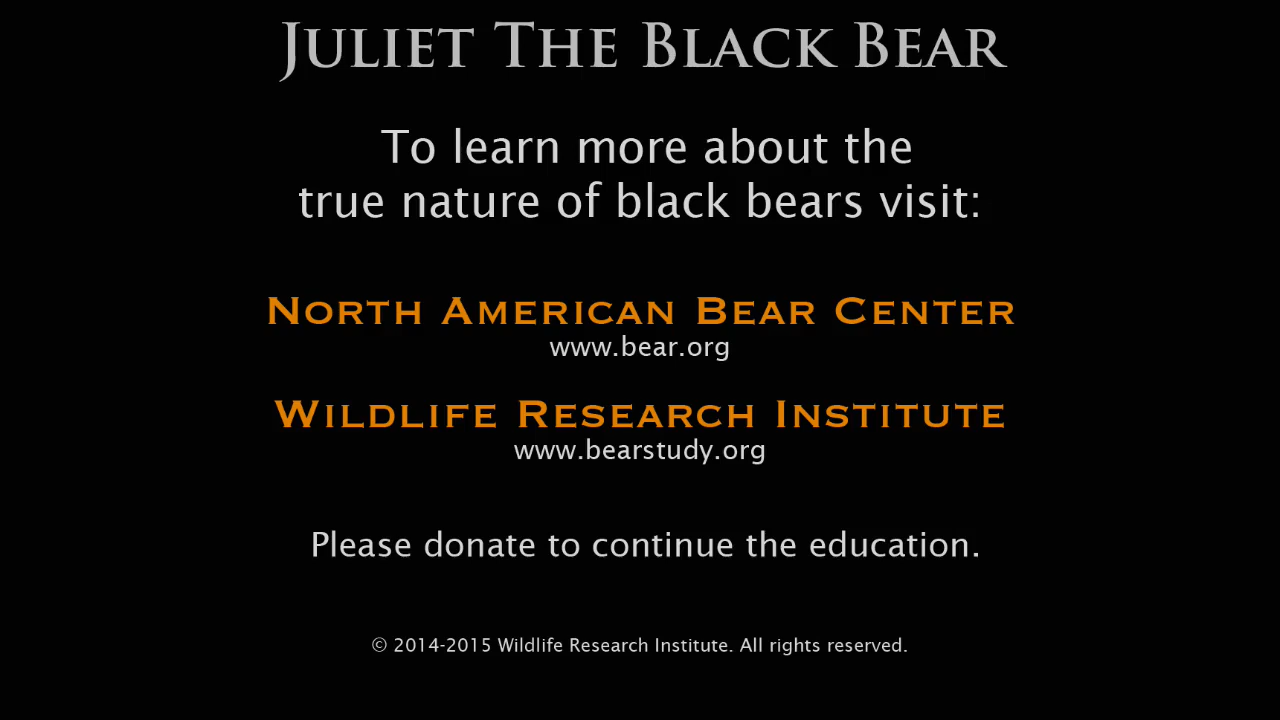 Juliet The Black Bear
To learn more about the
true nature of black bears visit:
North American Bear Center
www.bear.org
Wildlife Research Institute
www.bearstudy.org
Please donate to continue the education.
© 2014-2015 Wildlife Research Institute. All rights reserved.